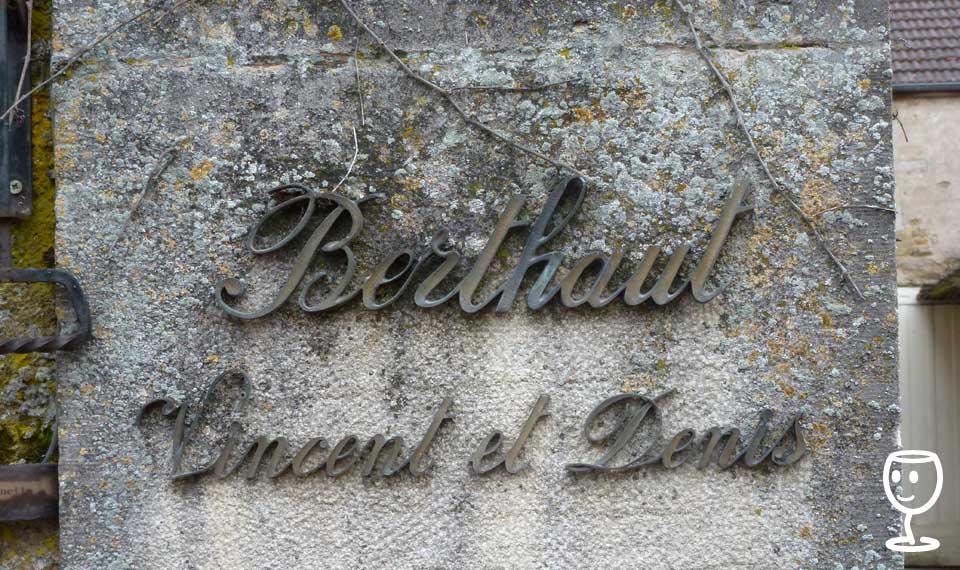 Berthaut
Vincent et Denis